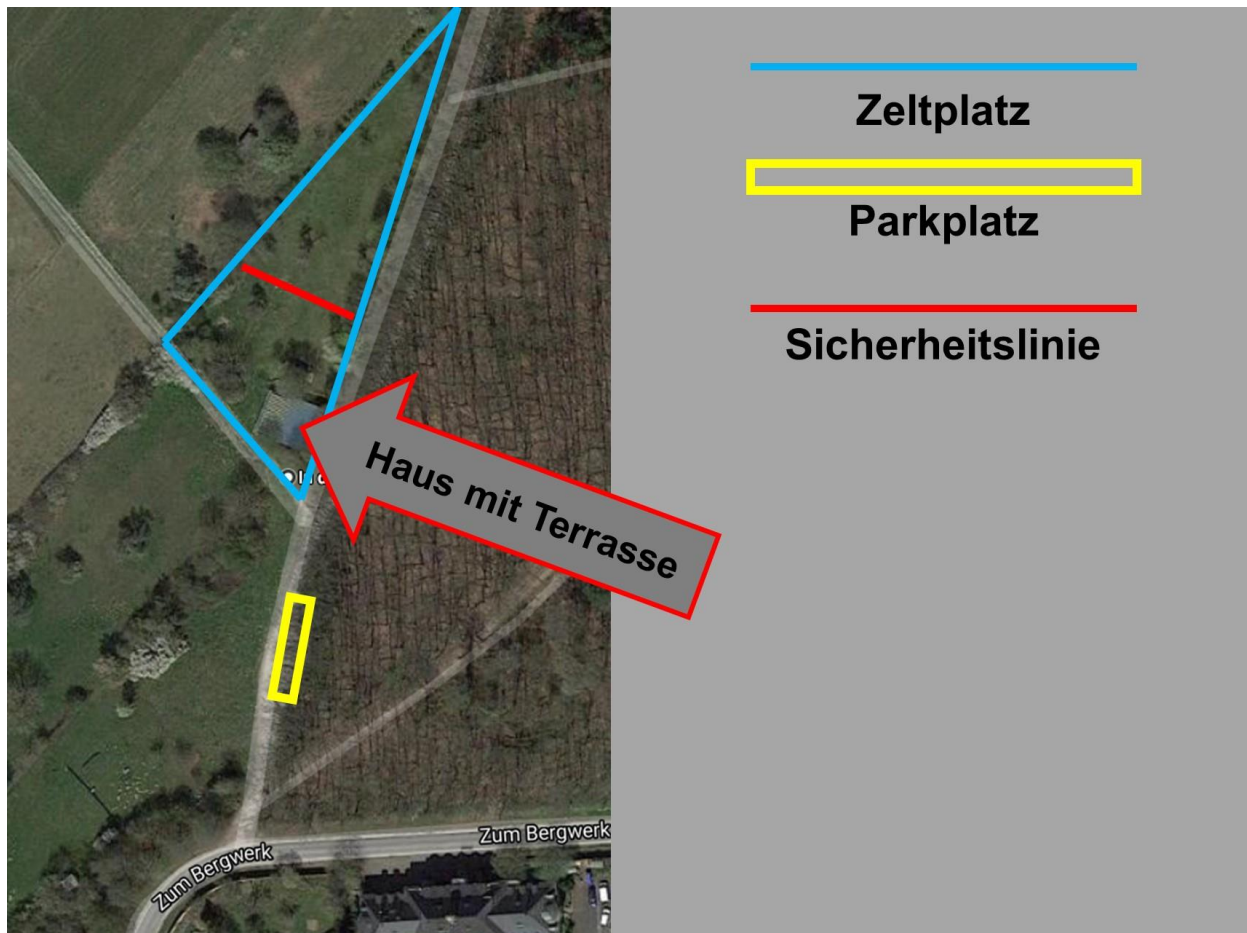 Zeltplatz
Parkplatz
Sicherheitslinie
Haus mit Terrasse
Zum Bergwerk
Zum Bergwerk